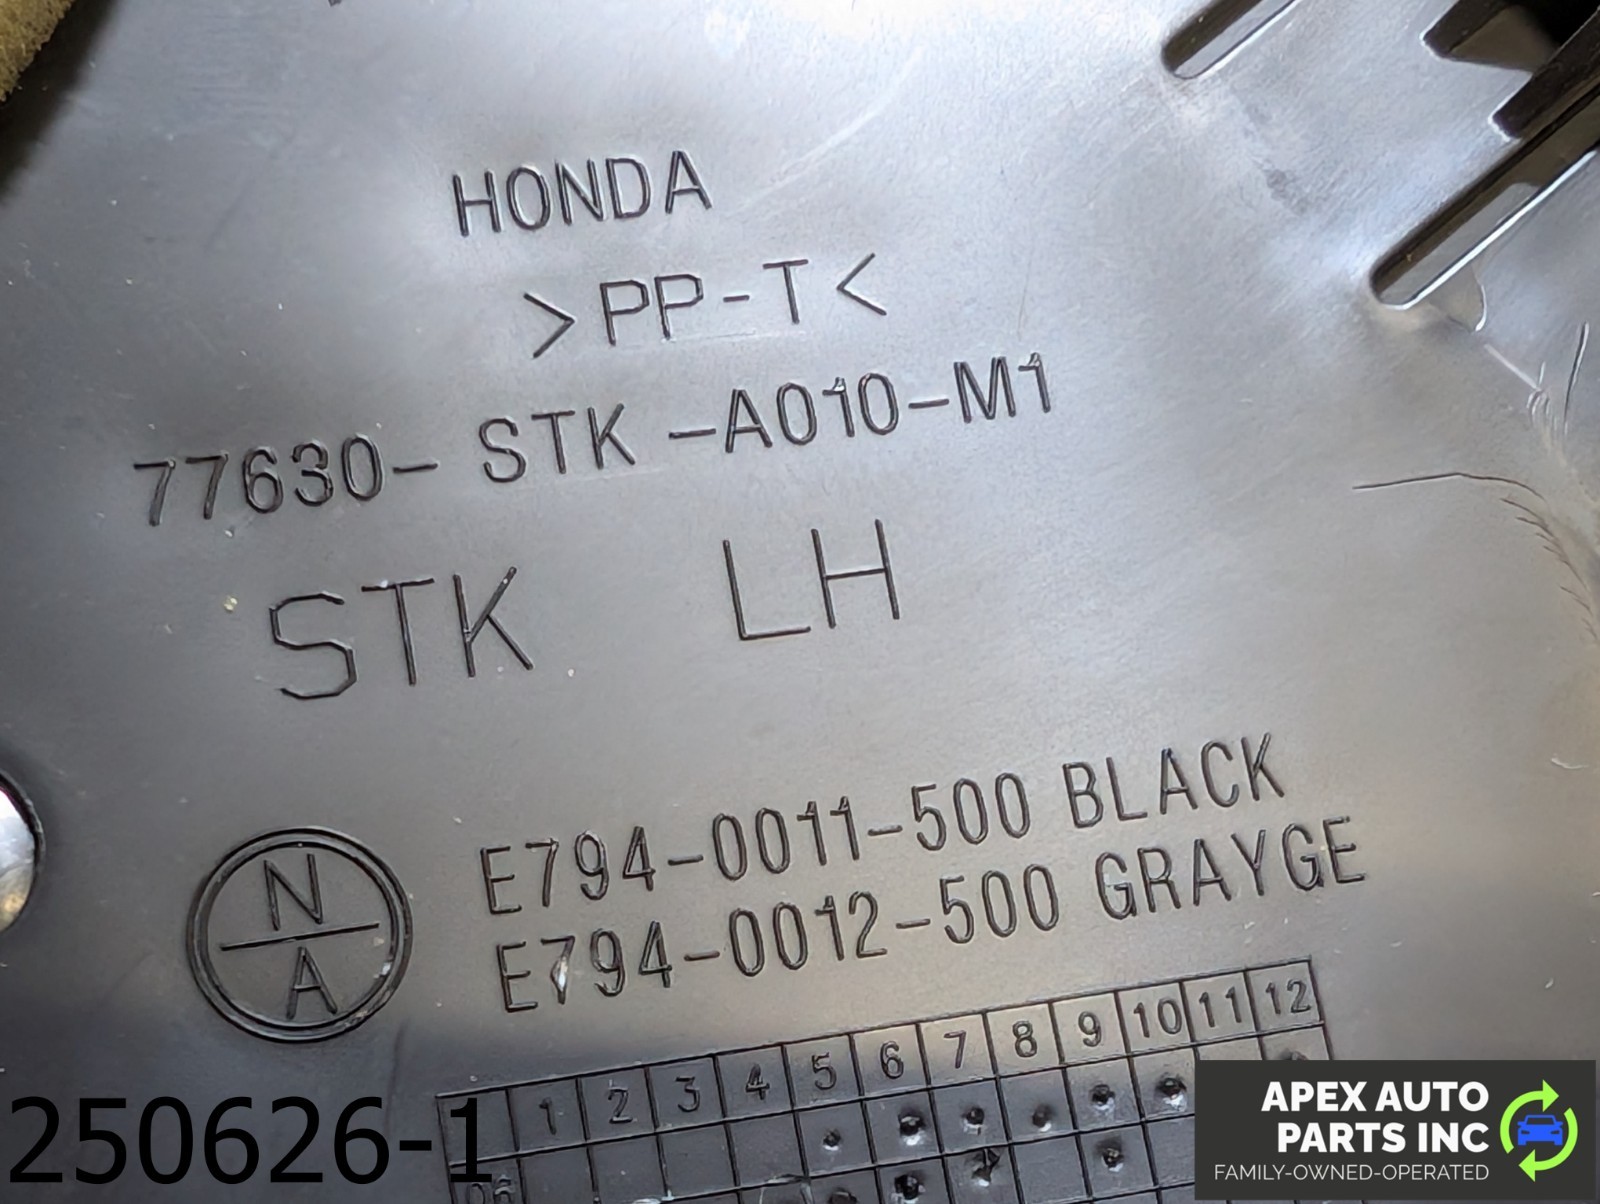 HONDA
>PP-T<
77630-STK-A010-M1
STK LH
N
A
E794-0011-500 BLACK
E794-0012-500 GRAYGE
1 2 3 4 5 6 7 8 9 10 11 12
06
250626-1
APEX AUTO
PARTS INC
FAMILY-OWNED-OPERATED